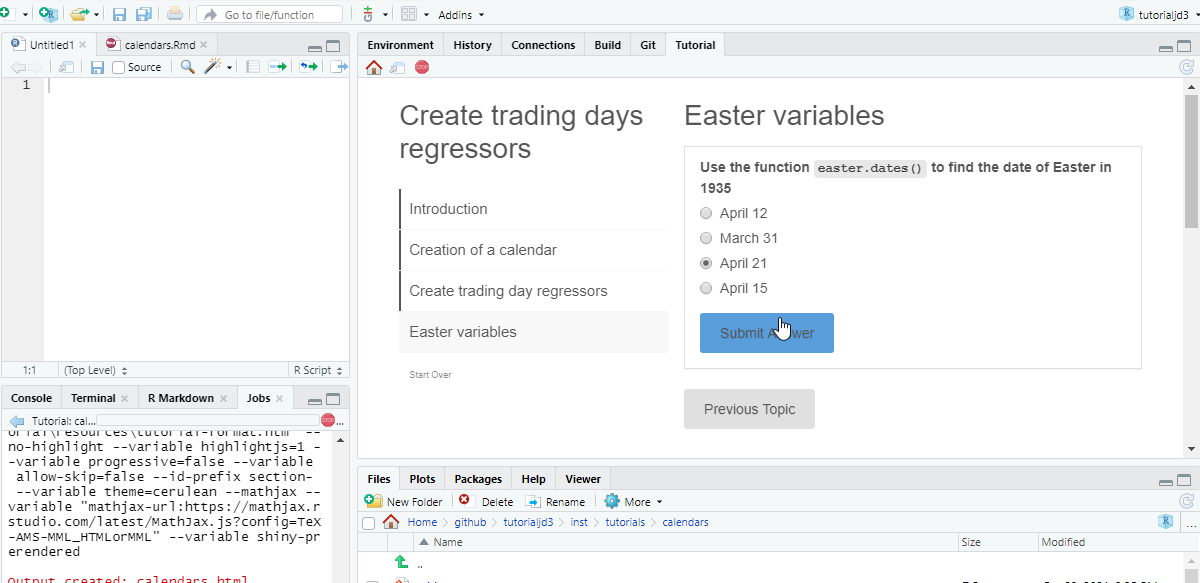 Go to file/function
Addins
tutorialjd3
Untitled1
calendars.Rmd
Source
1
1:1
(Top Level)
R Script
Console
Terminal
R Markdown
Jobs
Tutorial: cal...
STOP
orial\resources\tutorial-format.htm" --
no-highlight --variable highlightjs=1 -
-variable progressive=false --variable
allow-skip=false --id-prefix section-
--variable theme=cerulean --mathjax --
variable "mathjax-url:https://mathjax.r
studio.com/latest/MathJax.js?config=TeX
-AMS-MML_HTMLorMML" --variable shiny-pr
erendered
Output created: calendars.html
Environment
History
Connections
Build
Git
Tutorial
STOP
Create trading days
regressors
Introduction
Creation of a calendar
Create trading day regressors
Easter variables
Start Over
Easter variables
Use the function easter.dates() to find the date of Easter in
1935
April 12
March 31
April 21
April 15
Submit Answer
Previous Topic
Files
Plots
Packages
Help
Viewer
New Folder
Delete
Rename
More
Home
github
tutorialjd3
inst
tutorials
calendars
...
Name
Size
Modified
..